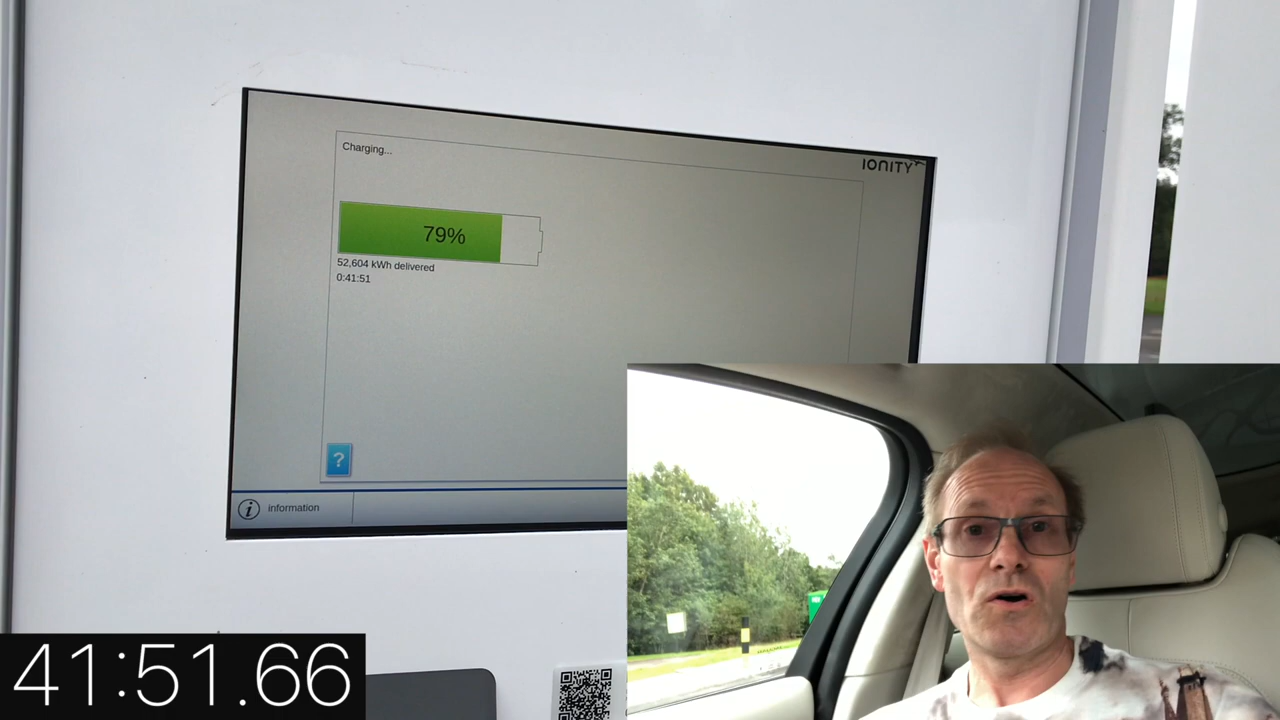 Charging...
IONITY
79%
52,604 kWh delivered
0:41:51
?
i information
41:51.66